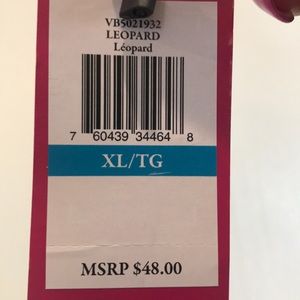 VB5021932
LEOPARD
Léopard
7 60439 34464 8
XL/TG
MSRP $48.00